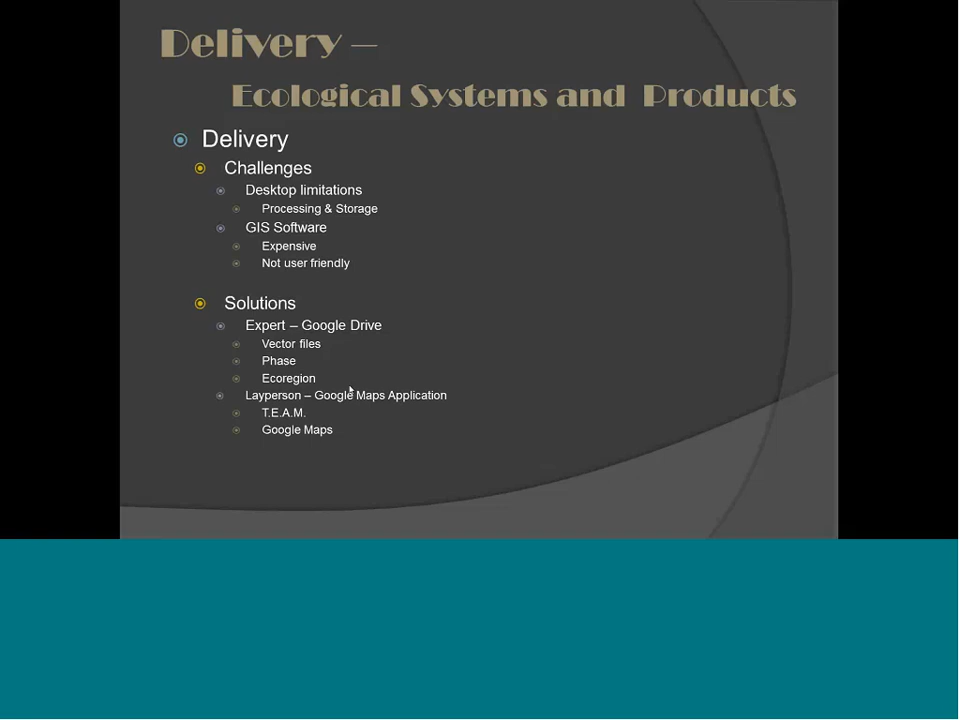 Delivery –
Ecological Systems and Products
Delivery
Challenges
Desktop limitations
Processing & Storage
GIS Software
Expensive
Not user friendly
Solutions
Expert – Google Drive
Vector files
Phase
Ecoregion
Layperson – Google Maps Application
T.E.A.M.
Google Maps